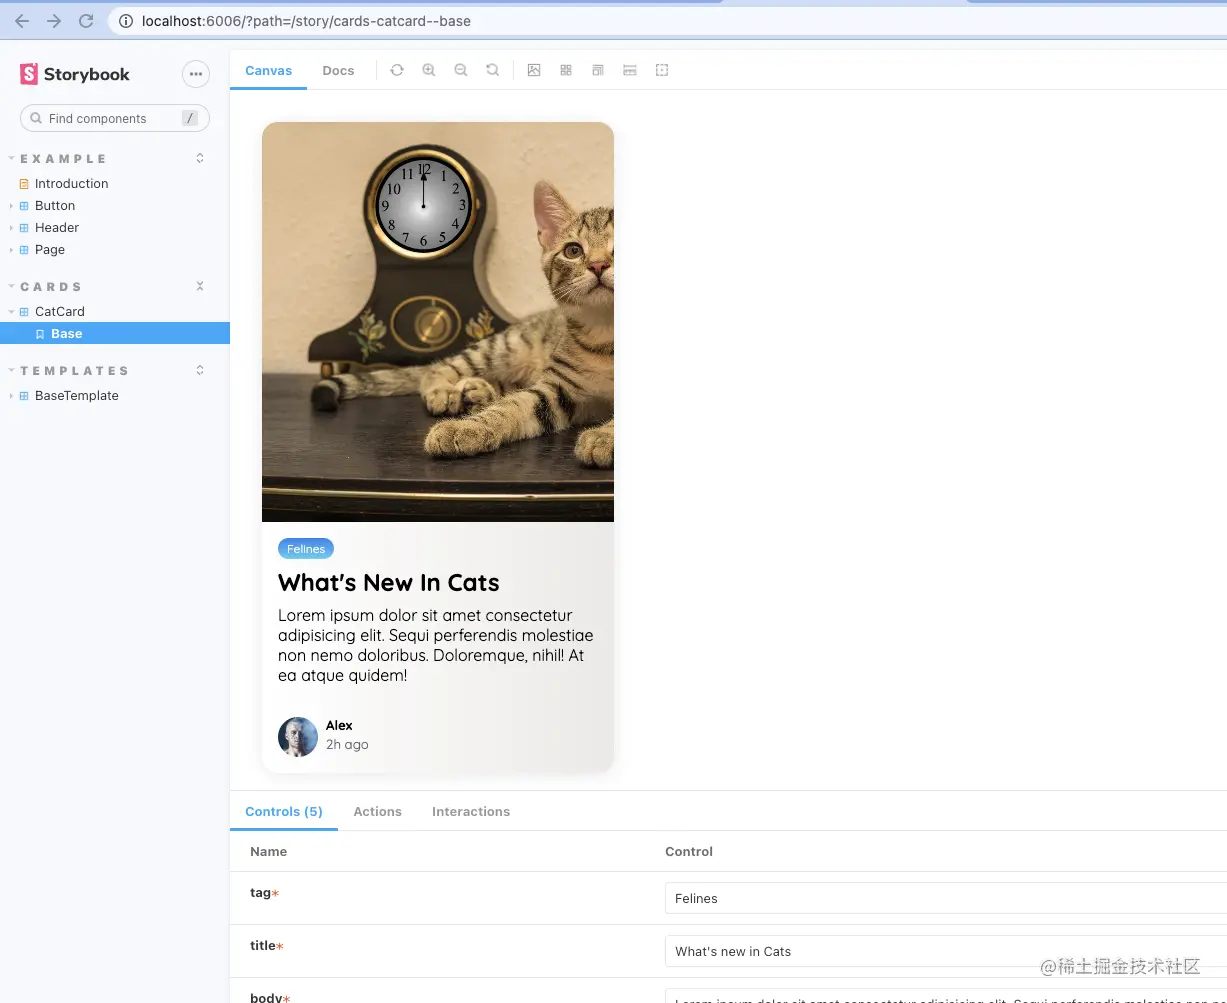 localhost:6006/?path=/story/cards-catcard--base
Storybook
Canvas
Docs
Find components
/
EXAMPLE
Introduction
Button
Header
Page
CARDS
CatCard
Base
TEMPLATES
BaseTemplate
12
11
1
10
2
9
3
8
4
7
5
6
Felines
What's New In Cats
Lorem ipsum dolor sit amet consectetur
adipisicing elit. Sequi perferendis molestiae
non nemo doloribus. Doloremque, nihil! At
ea atque quidem!
Alex
2h ago
Controls (5)
Actions
Interactions
Name
Control
tag*
Felines
title*
What's new in Cats
@稀土掘金技术社区
body*